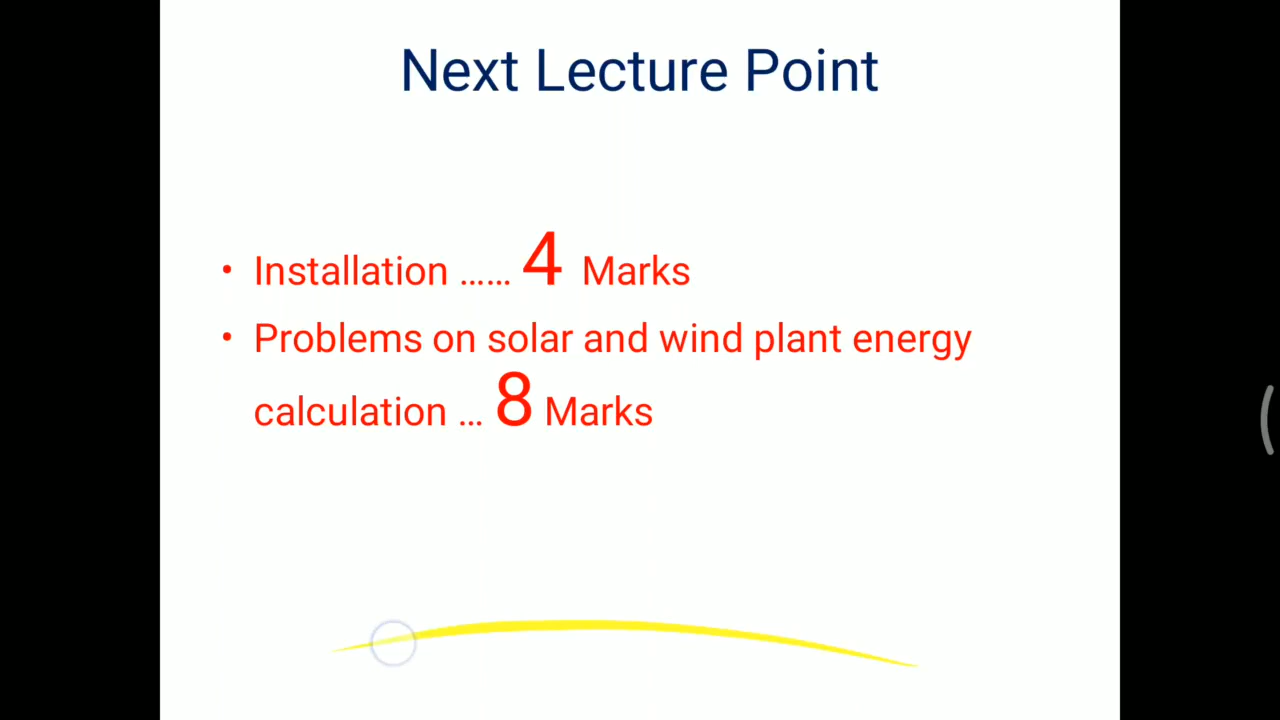 Next Lecture Point
• Installation …… 4 Marks
• Problems on solar and wind plant energy
calculation … 8 Marks